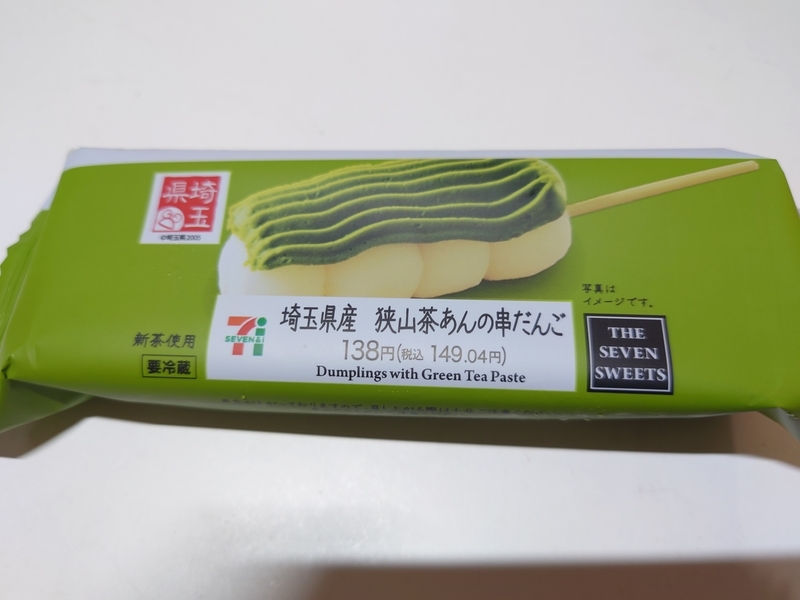 埼玉県
©埼玉県2005
写真は
イメージです。
新茶使用
要冷蔵
SEVEN & i
埼玉県産 狭山茶あんの串だんご
138円(税込 149.04円)
Dumplings with Green Tea Paste
THE
SEVEN
SWEETS